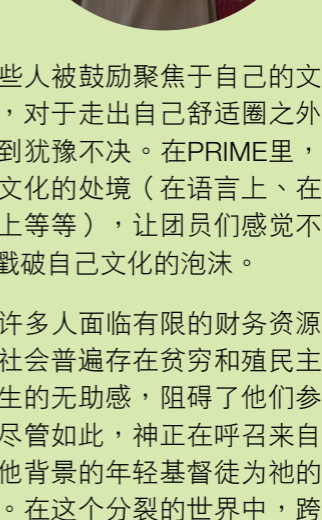 些人被鼓励聚焦于自己的文
，对于走出自己舒适圈之外
到犹豫不决。在PRIME里，
文化的处境（在语言上、在
上等等），让团员们感觉不
戳破自己文化的泡沫。
许多人面临有限的财务资源
社会普遍存在贫穷和殖民主
生的无助感，阻碍了他们参
尽管如此，神正在呼召来自
他背景的年轻基督徒为祂的
。在这个分裂的世界中，跨